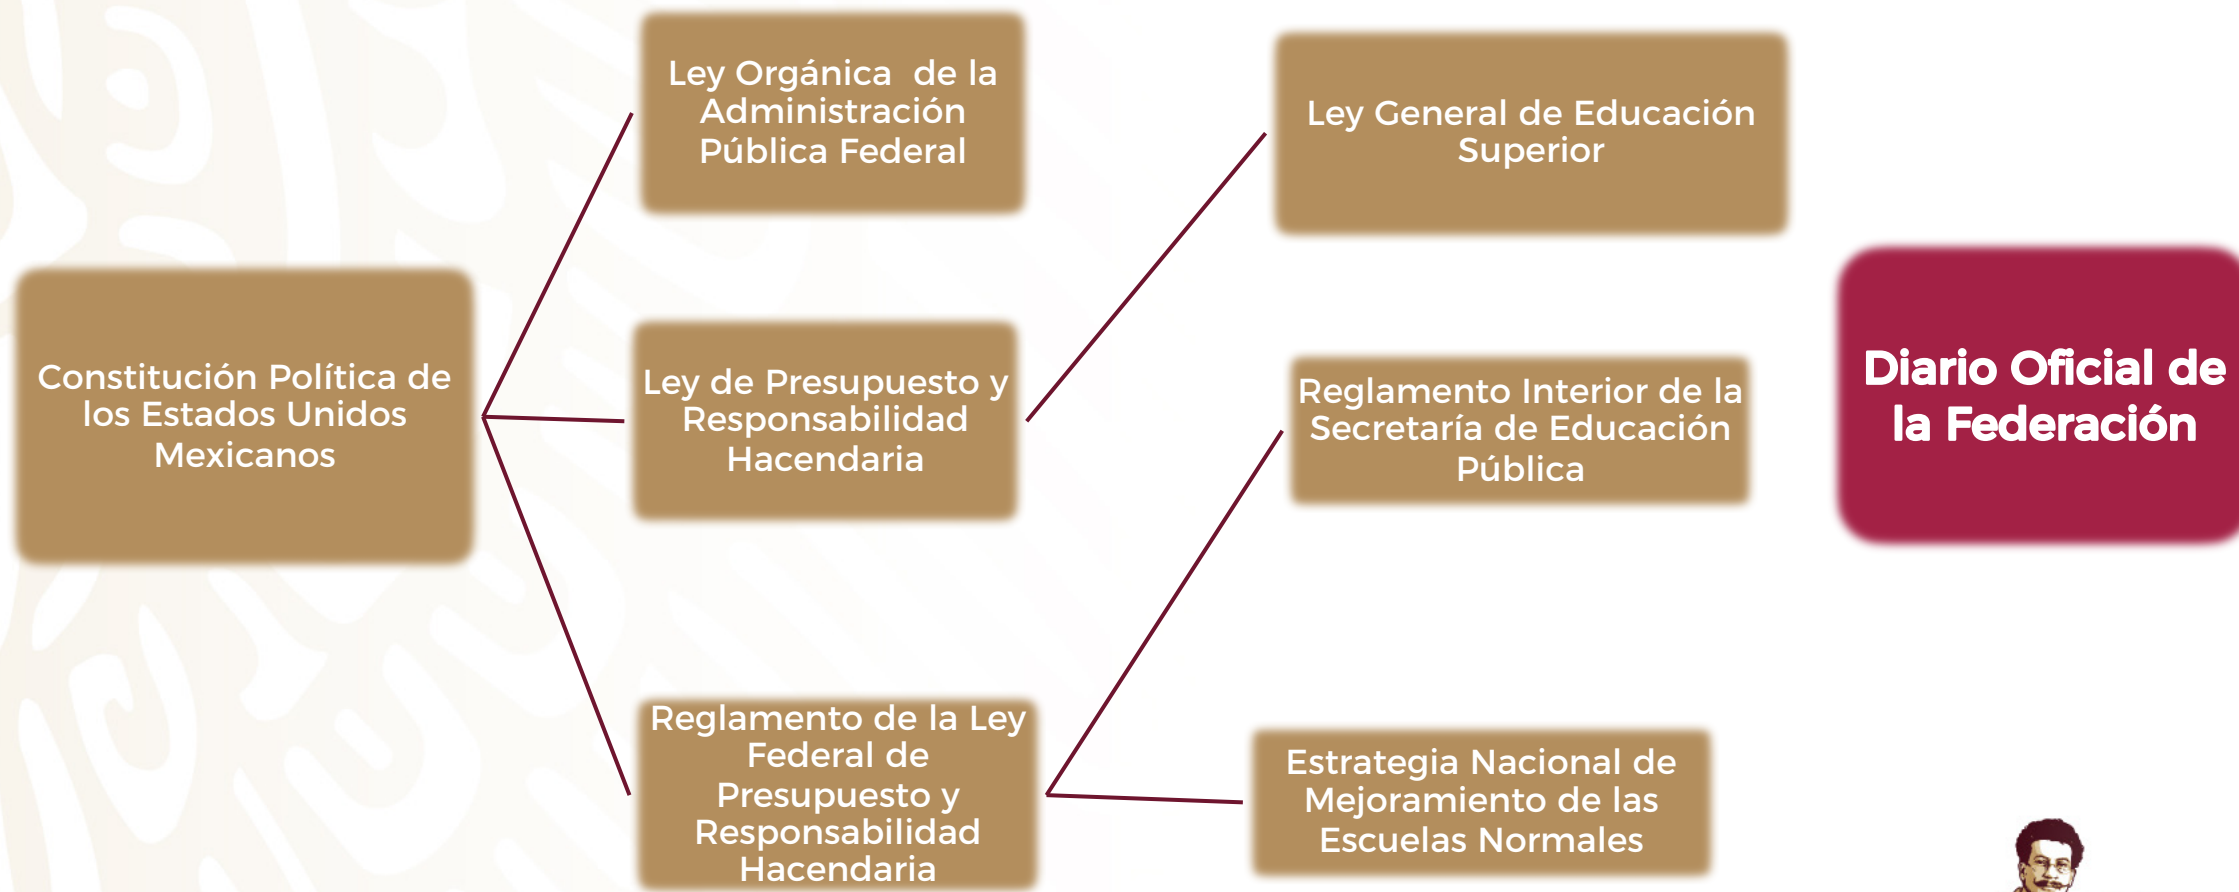 Constitución Política de
los Estados Unidos
Mexicanos
Ley Orgánica  de la
Administración
Pública Federal
Ley de Presupuesto y
Responsabilidad
Hacendaria
Reglamento de la Ley
Federal de
Presupuesto y
Responsabilidad
Hacendaria
Ley General de Educación
Superior
Reglamento Interior de la
Secretaría de Educación
Pública
Estrategia Nacional de
Mejoramiento de las
Escuelas Normales
Diario Oficial de
la Federación